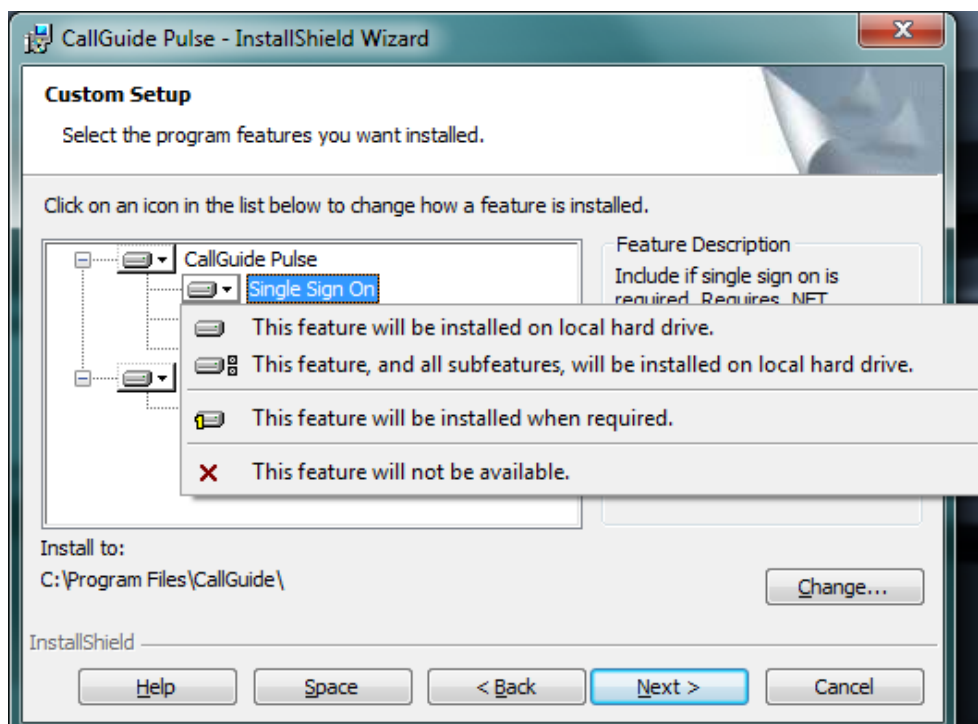 CallGuide Pulse - InstallShield Wizard
Custom Setup
Select the program features you want installed.
Click on an icon in the list below to change how a feature is installed.
CallGuide Pulse
Single Sign On
Feature Description
Include if single sign on is
required. Requires .NET
This feature will be installed on local hard drive.
This feature, and all subfeatures, will be installed on local hard drive.
This feature will be installed when required.
This feature will not be available.
Install to:
C:\Program Files\CallGuide\
Change...
InstallShield
Help
Space
< Back
Next >
Cancel